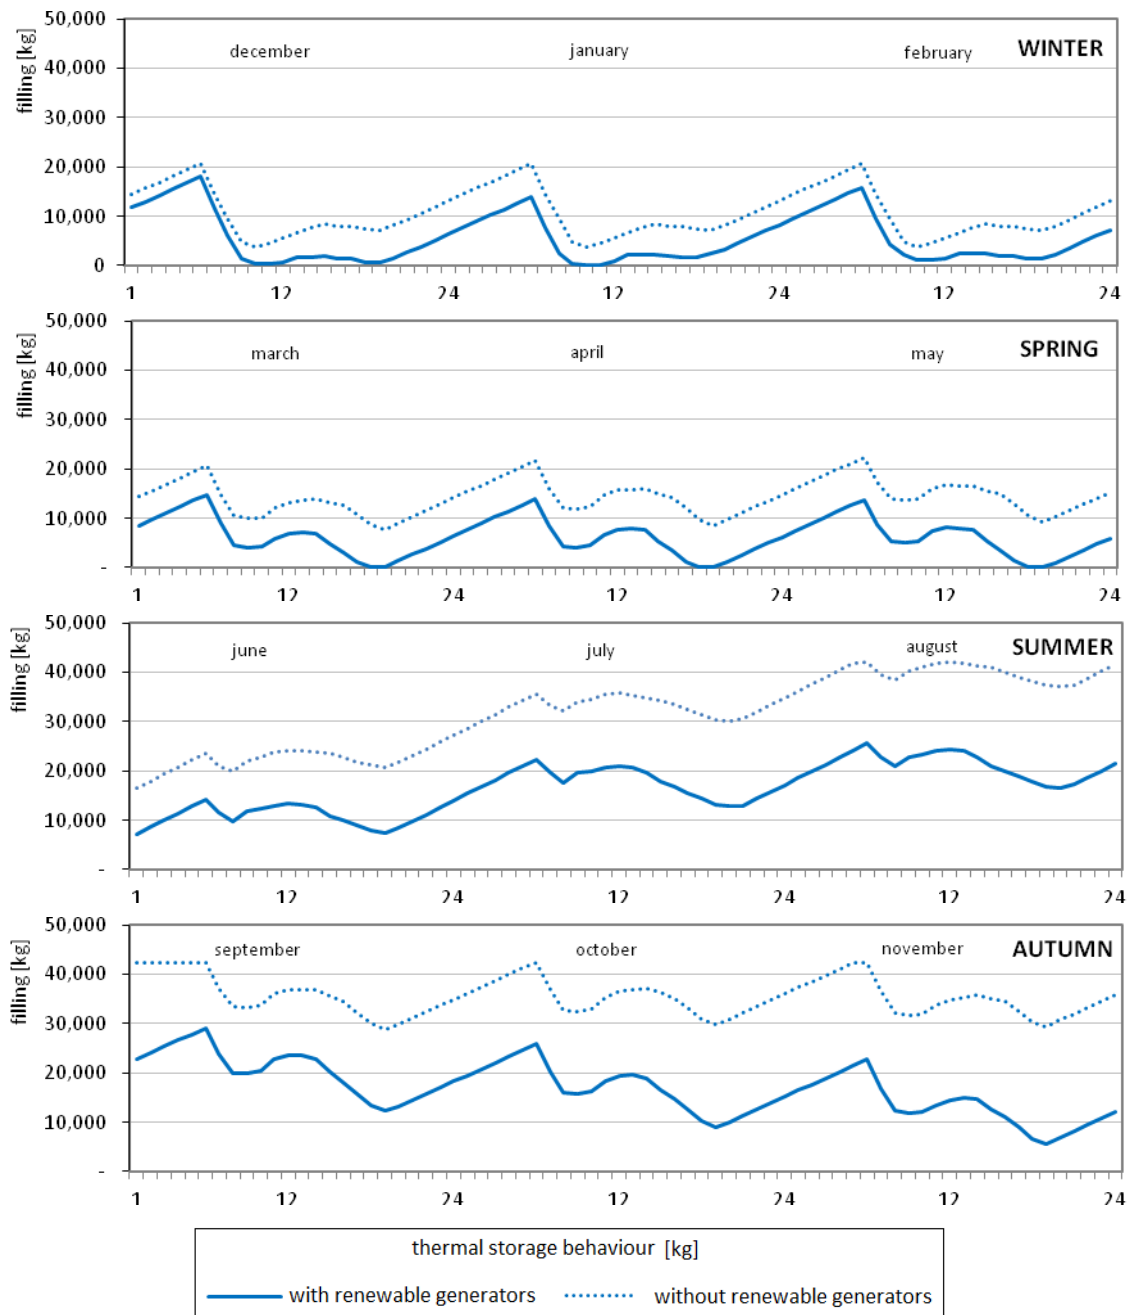 50,000
december
january
february
WINTER
40,000
30,000
20,000
10,000
0
filling [kg]
1
12
24
12
24
12
24
50,000
march
april
may
SPRING
40,000
30,000
20,000
10,000
-
filling [kg]
1
12
24
12
24
12
24
50,000
june
july
august
SUMMER
40,000
30,000
20,000
10,000
-
filling [kg]
1
12
24
12
24
12
24
50,000
september
october
november
AUTUMN
40,000
30,000
20,000
10,000
-
filling [kg]
1
12
24
12
24
12
24
thermal storage behaviour [kg]
with renewable generators
without renewable generators